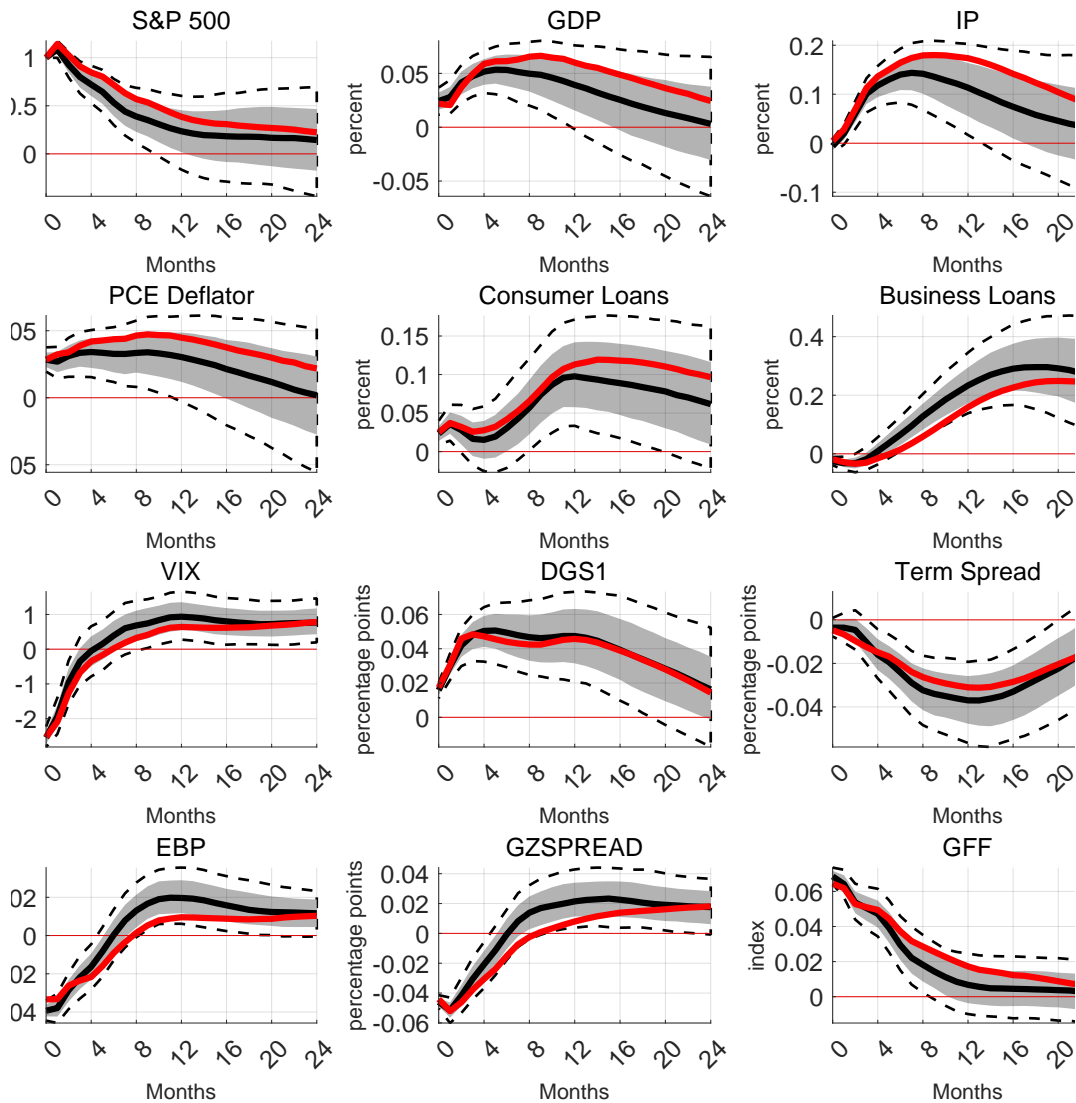 S&P 500 GDP IP
1 0.5 0
0.05 0 -0.05
0.2 0.1 0 -0.1
percent percent
0 4 8 12 16 20 24 0 4 8 12 16 20 24 0 4 8 12 16 20
Months Months Months
PCE Deflator Consumer Loans Business Loans
05 0 05
0.15 0.1 0.05 0
0.4 0.2 0
percent percent
0 4 8 12 16 20 24 0 4 8 12 16 20 24 0 4 8 12 16 20
Months Months Months
VIX DGS1 Term Spread
1 0 -1 -2
0.06 0.04 0.02 0
0 -0.02 -0.04
percentage points percentage points
0 4 8 12 16 20 24 0 4 8 12 16 20 24 0 4 8 12 16 20
Months Months Months
EBP GZSPREAD GFF
02 0 02 04
0.04 0.02 0 -0.02 -0.04 -0.06
0.06 0.04 0.02 0
percentage points index
0 4 8 12 16 20 24 0 4 8 12 16 20 24 0 4 8 12 16 20
Months Months Months